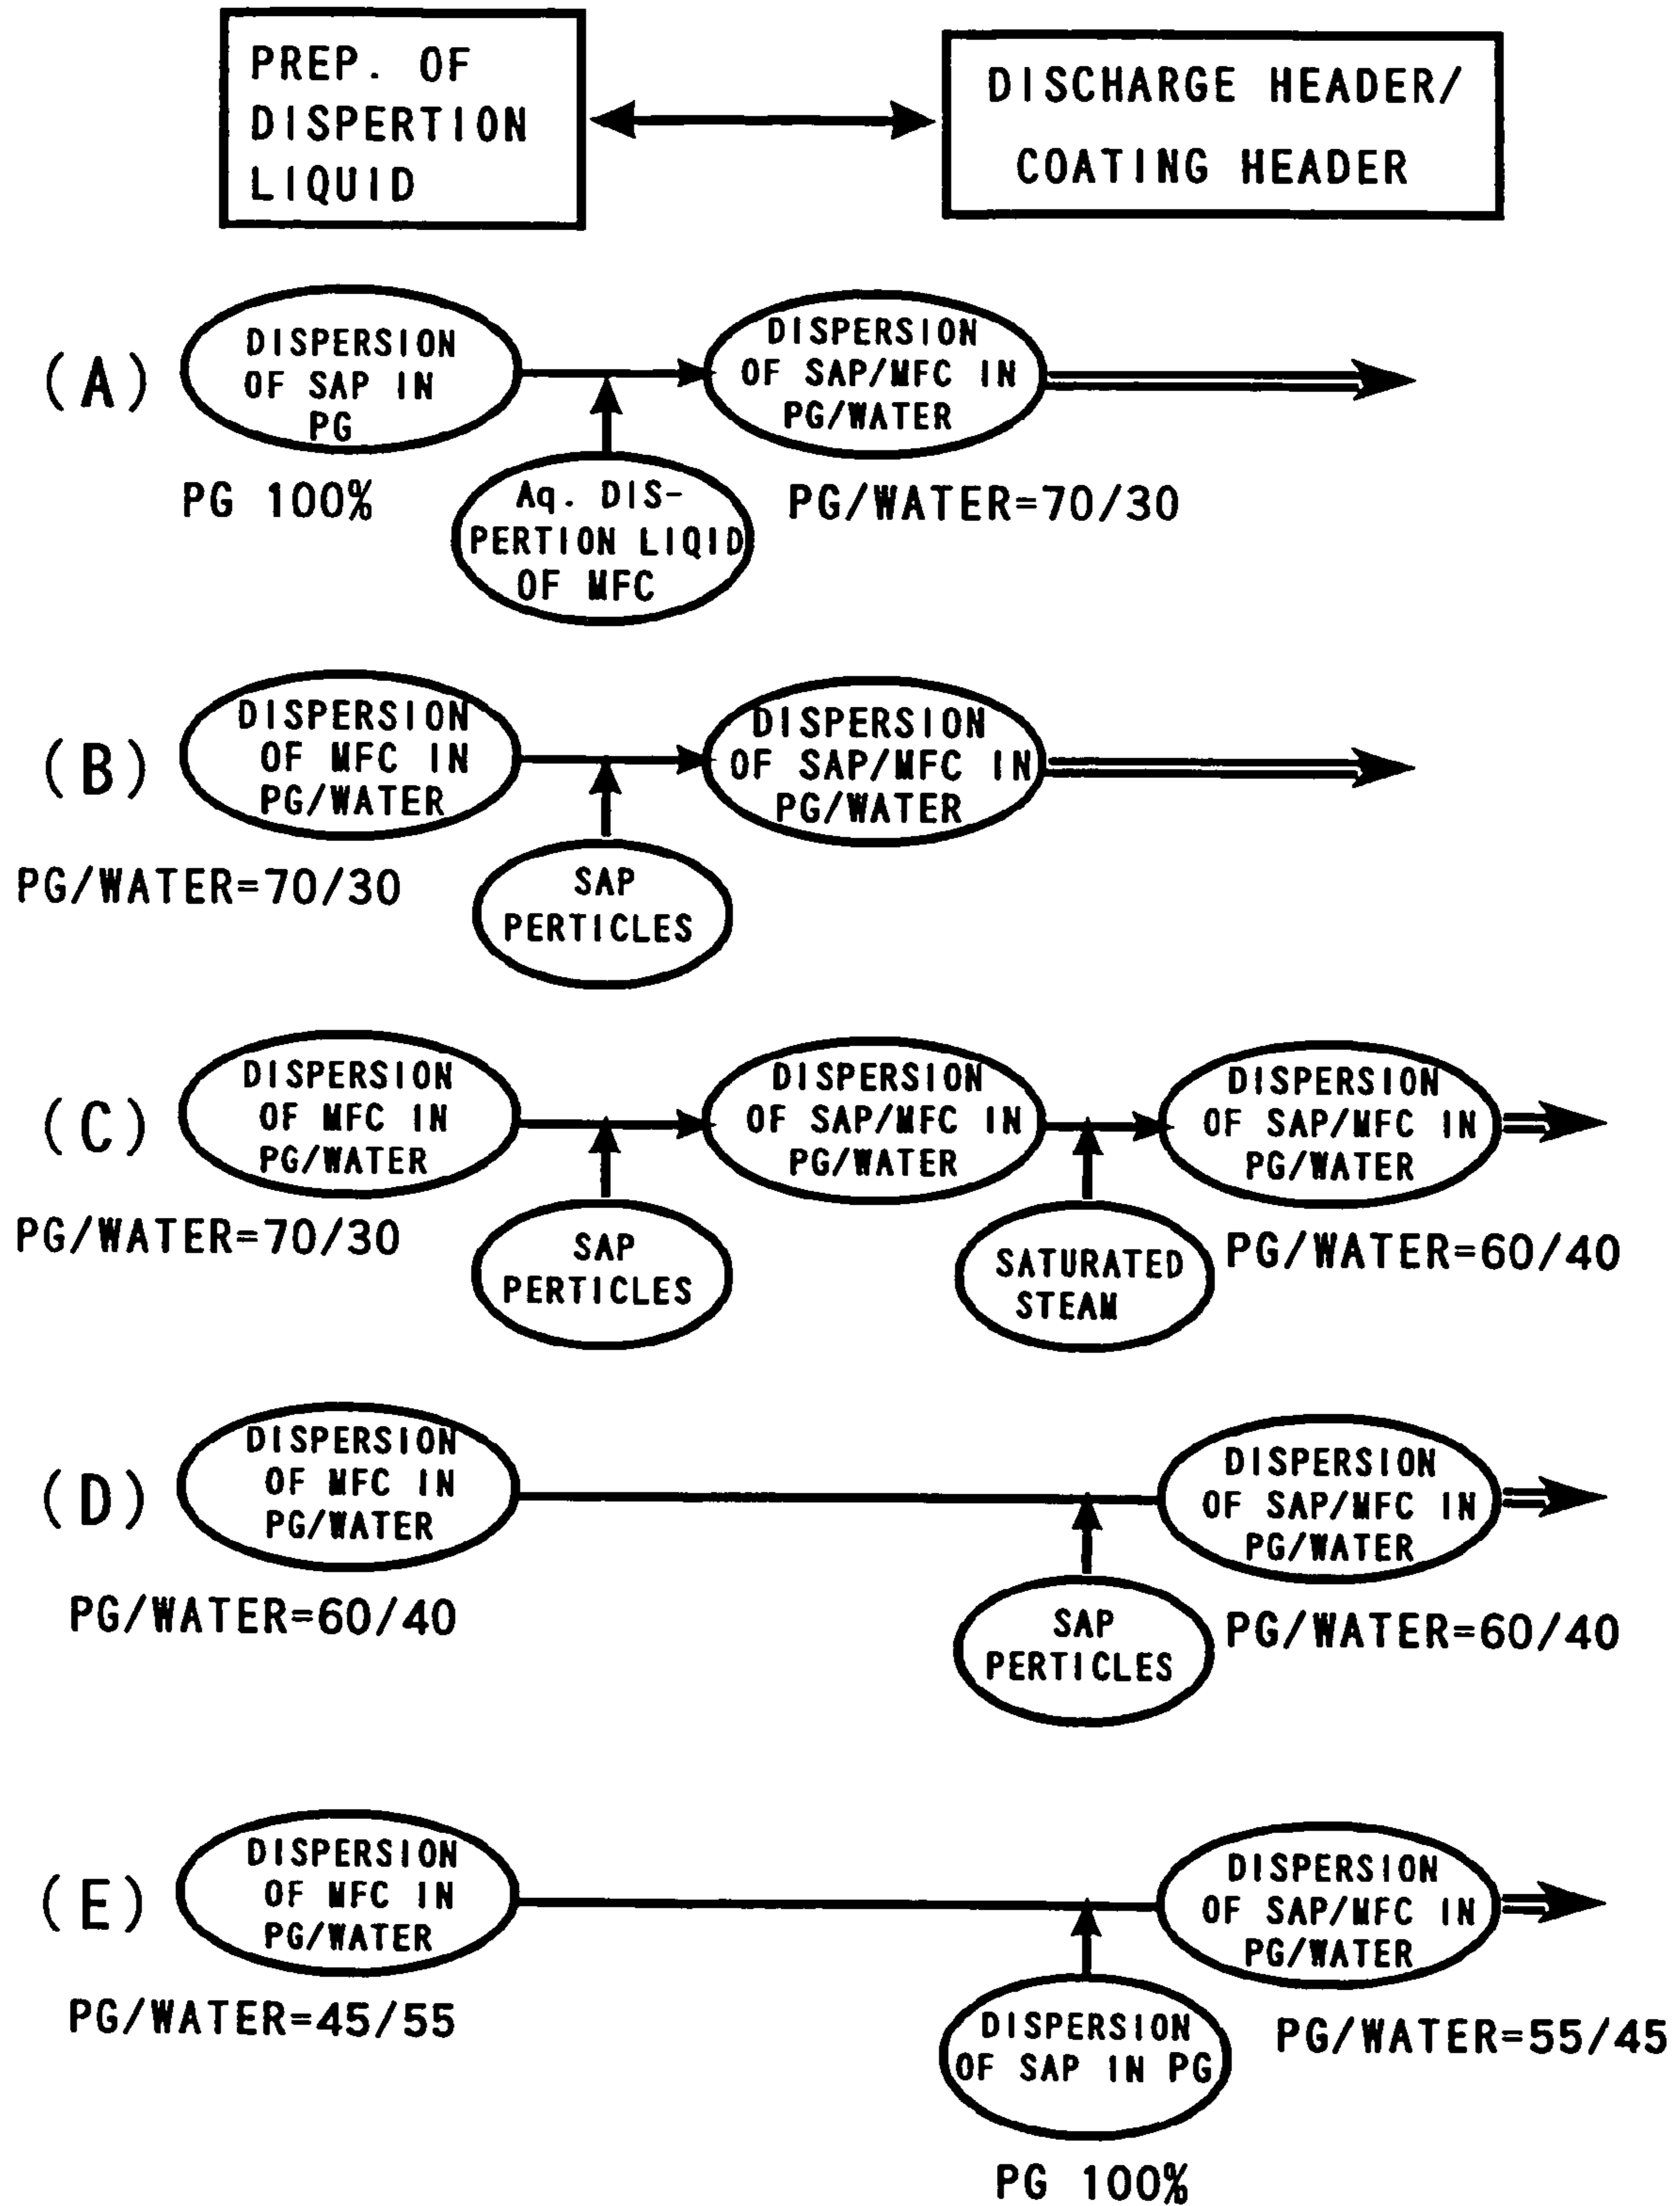 PREP. OF
DISPERTION
LIQUID
DISCHARGE HEADER/
COATING HEADER
(A)
DISPERSION
OF SAP IN
PG
PG 100%
Aq. DIS-
PERTION LIQID
OF MFC
DISPERSION
OF SAP/MFC IN
PG/WATER
PG/WATER=70/30
(B)
DISPERSION
OF MFC IN
PG/WATER
PG/WATER=70/30
SAP
PERTICLES
DISPERSION
OF SAP/MFC IN
PG/WATER
(C)
DISPERSION
OF MFC IN
PG/WATER
PG/WATER=70/30
SAP
PERTICLES
DISPERSION
OF SAP/MFC IN
PG/WATER
SATURATED
STEAM
DISPERSION
OF SAP/MFC IN
PG/WATER
PG/WATER=60/40
(D)
DISPERSION
OF MFC IN
PG/WATER
PG/WATER=60/40
SAP
PERTICLES
DISPERSION
OF SAP/MFC IN
PG/WATER
PG/WATER=60/40
(E)
DISPERSION
OF MFC IN
PG/WATER
PG/WATER=45/55
DISPERSION
OF SAP IN PG
PG 100%
DISPERSION
OF SAP/MFC IN
PG/WATER
PG/WATER=55/45